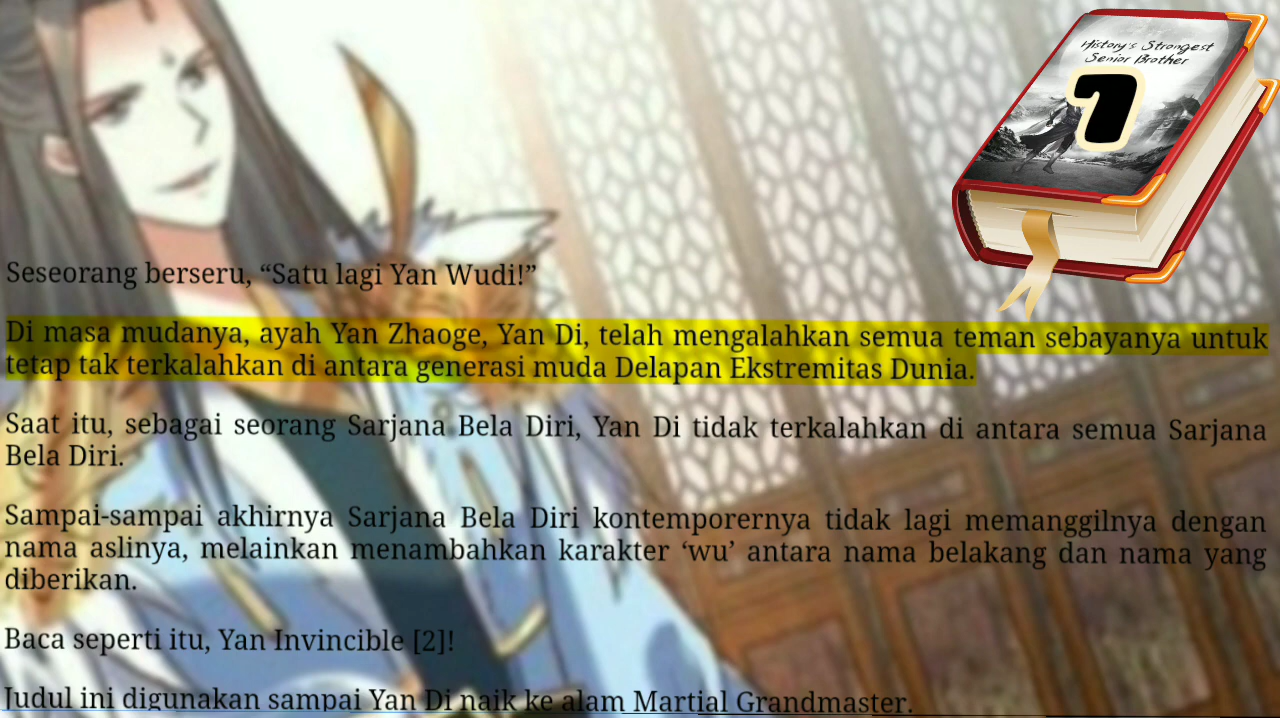 History's Strongest
Senior Brother
7
Seseorang berseru, “Satu lagi Yan Wudi!”
Di masa mudanya, ayah Yan Zhaoge, Yan Di, telah mengalahkan semua teman sebayanya untuk
tetap tak terkalahkan di antara generasi muda Delapan Ekstremitas Dunia.
Saat itu, sebagai seorang Sarjana Bela Diri, Yan Di tidak terkalahkan di antara semua Sarjana
Bela Diri.
Sampai-sampai akhirnya Sarjana Bela Diri kontemporernya tidak lagi memanggilnya dengan
nama aslinya, melainkan menambahkan karakter ‘wu’ antara nama belakang dan nama yang
diberikan.
Baca seperti itu, Yan Invincible [2]!
Judul ini digunakan sampai Yan Di naik ke alam Martial Grandmaster.